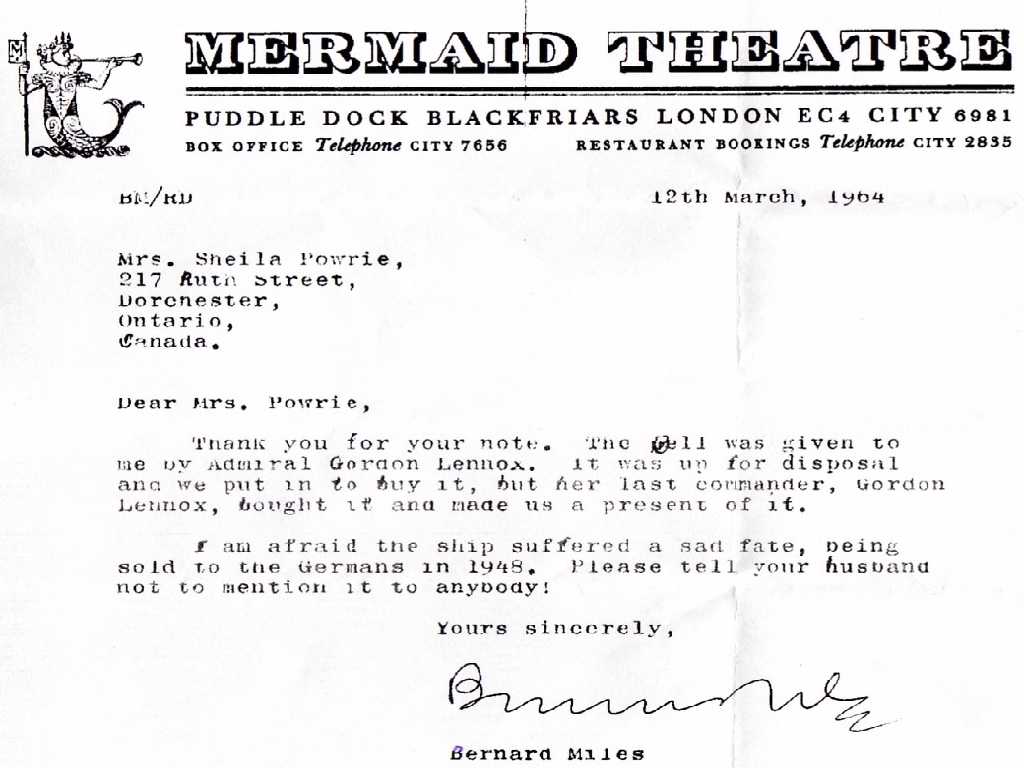 M
MERMAID THEATRE
PUDDLE DOCK BLACKFRIARS LONDON EC4 CITY 6981
BOX OFFICE Telephone CITY 7656 RESTAURANT BOOKINGS Telephone CITY 2835
BM/RD 12th March, 1964
Mrs. Sheila Powrie,
217 Ruth Street,
Dorchester,
Ontario,
Canada.
Dear Mrs. Powrie,
Thank you for your note. The Bell was given to
me by Admiral Gordon Lennox. It was up for disposal
and we put in to buy it, but her last commander, Gordon
Lennox, bought it and made us a present of it.
I am afraid the ship suffered a sad fate, being
sold to the Germans in 1948. Please tell your husband
not to mention it to anybody!
Yours sincerely,
Bernard Miles